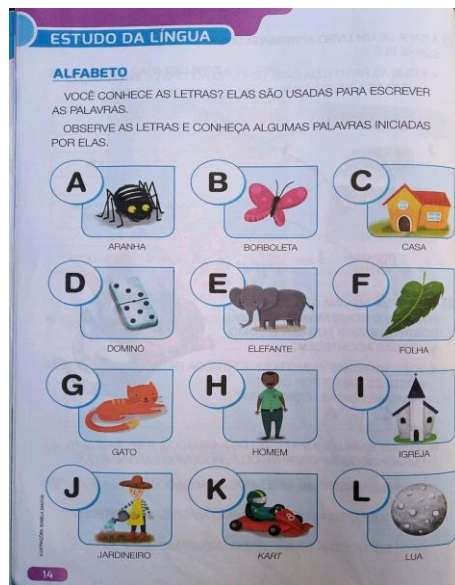 ESTUDO DA LÍNGUA
ALFABETO
VOCÊ CONHECE AS LETRAS? ELAS SÃO USADAS PARA ESCREVER
AS PALAVRAS.
OBSERVE AS LETRAS E CONHEÇA ALGUMAS PALAVRAS INICIADAS
POR ELAS.
A B C
ARANHA BORBOLETA CASA
D E F
DOMINÓ ELEFANTE FOLHA
G H I
GATO HOMEM IGREJA
J K L
8
JARDINEIRO KART LUA
14